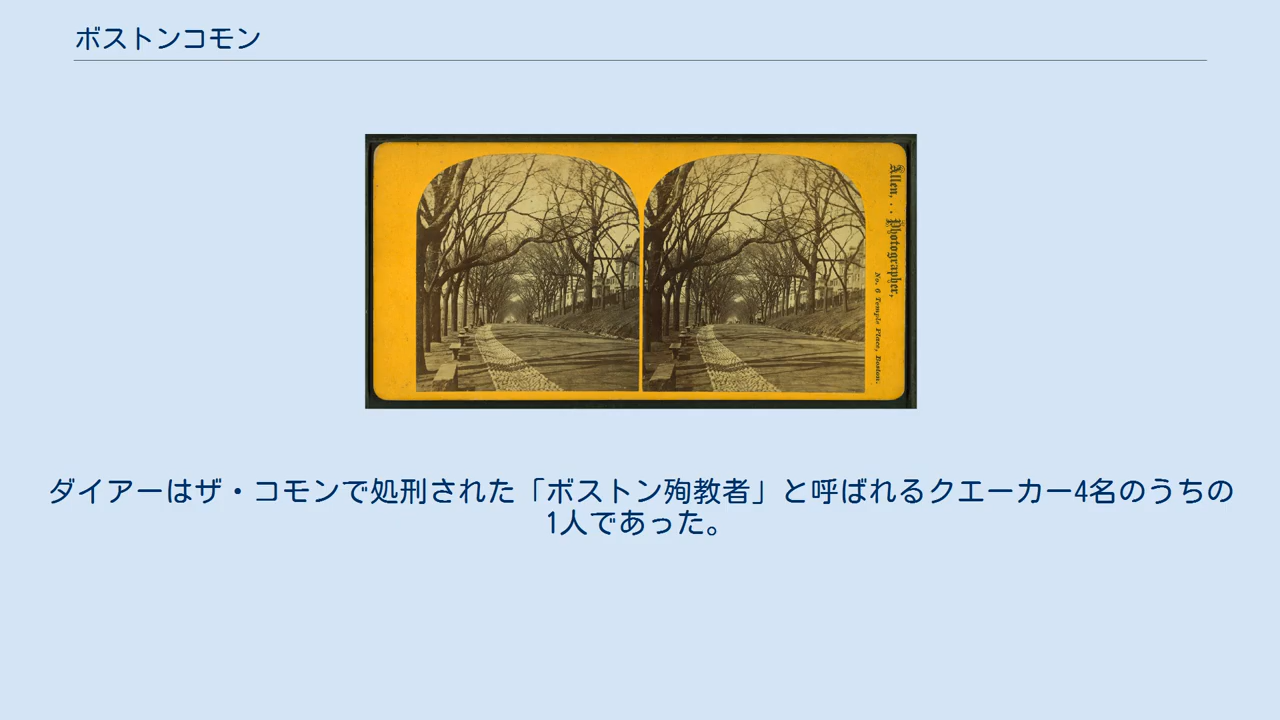 ボストンコモン
Allen, . . Photographer,
No. 6 Temple Place, Boston.
ダイアーはザ・コモンで処刑された「ボストン殉教者」と呼ばれるクエーカー4名のうちの
1人であった。